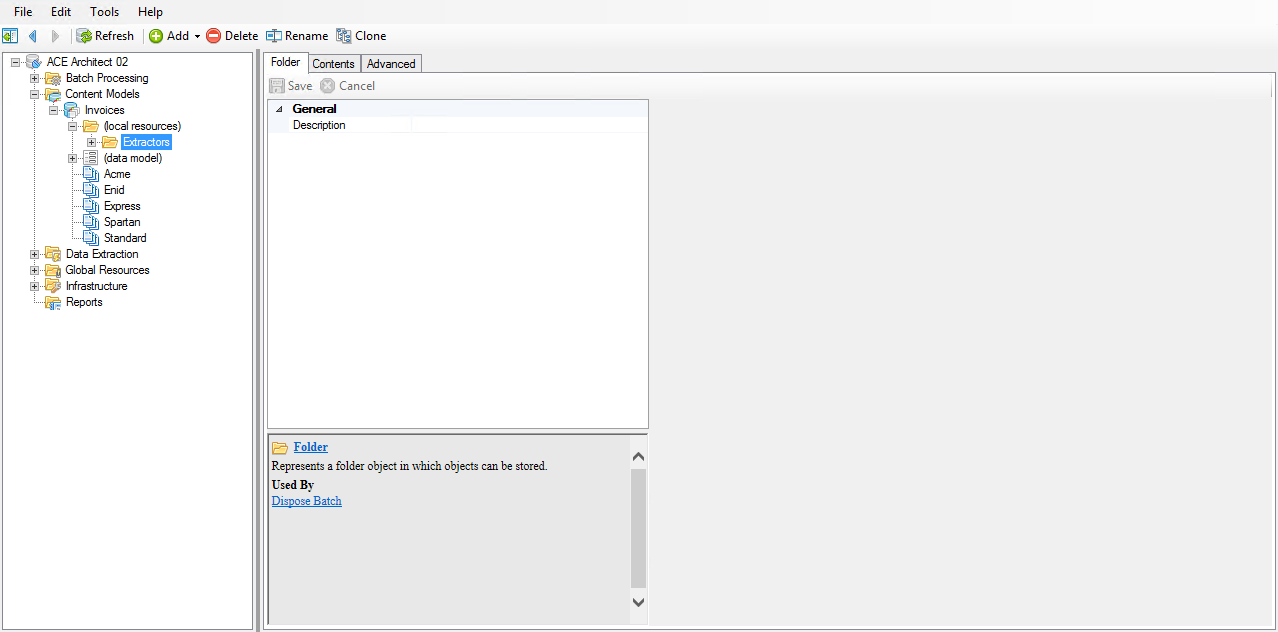 File Edit Tools Help
Refresh Add Delete Rename Clone
ACE Architect 02
Batch Processing
Content Models
Invoices
(local resources)
Extractors
(data model)
Acme
Enid
Express
Spartan
Standard
Data Extraction
Global Resources
Infrastructure
Reports
Folder Contents Advanced
Save Cancel
General
Description
Folder
Represents a folder object in which objects can be stored.
Used By
Dispose Batch